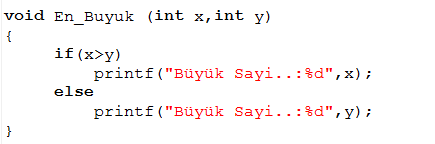 void En_Buyuk (int x,int y)
{
if(x>y)
printf("Büyük Sayi..:%d",x);
else
printf("Büyük Sayi..:%d",y);
}